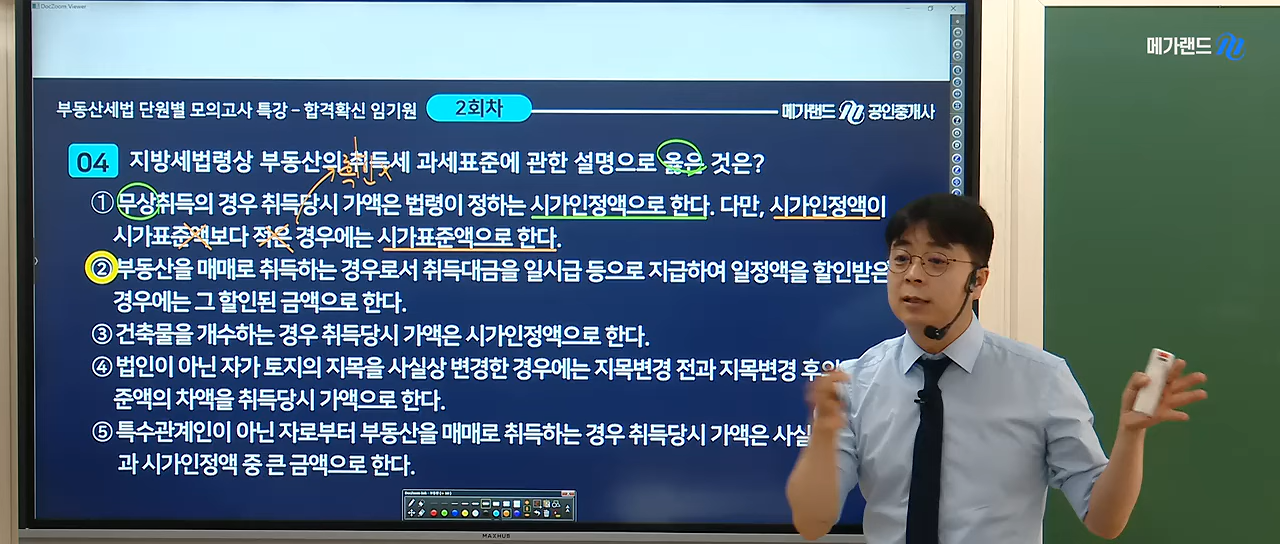 DocZoom Viewer
메가랜드
부동산세법 단원별 모의고사 특강 – 합격확신 임기원
2회차
메가랜드 공인중개사
04 지방세법령상 부동산의 취득세 과세표준에 관한 설명으로 옳은 것은?
① 무상취득의 경우 취득당시 가액은 법령이 정하는 시가인정액으로 한다. 다만, 시가인정액이
시가표준액보다 적은 경우에는 시가표준액으로 한다.
② 부동산을 매매로 취득하는 경우로서 취득대금을 일시급 등으로 지급하여 일정액을 할인받은
경우에는 그 할인된 금액으로 한다.
③ 건축물을 개수하는 경우 취득당시 가액은 시가인정액으로 한다.
④ 법인이 아닌 자가 토지의 지목을 사실상 변경한 경우에는 지목변경 전과 지목변경 후의
준액의 차액을 취득당시 가액으로 한다.
⑤ 특수관계인이 아닌 자로부터 부동산을 매매로 취득하는 경우 취득당시 가액은 사실
과 시가인정액 중 큰 금액으로 한다.
MAXHUB